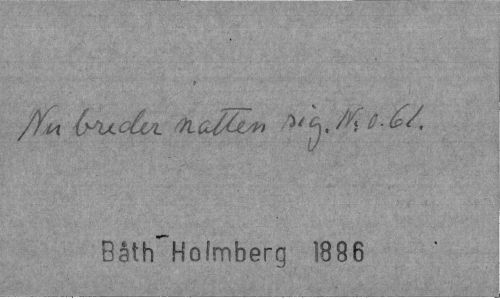 Nu breder natten sig. N:o. 61.
Båth Holmberg 1886